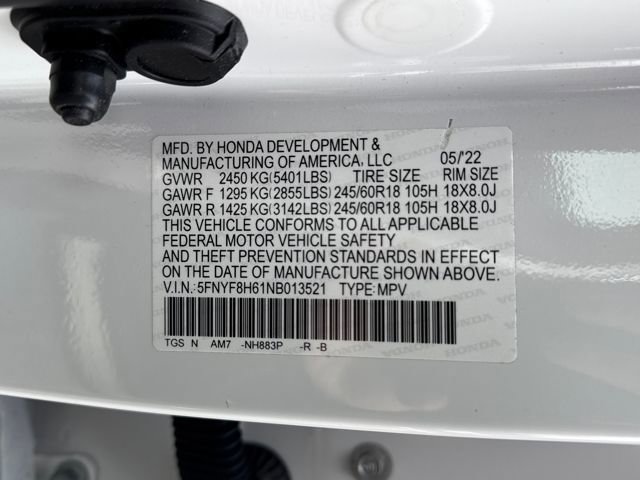 MFD. BY HONDA DEVELOPMENT &
MANUFACTURING OF AMERICA, LLC 05/'22
GVWR 2450 KG (5401LBS) TIRE SIZE RIM SIZE
GAWR F 1295 KG (2855LBS) 245/60R18 105H 18X8.0J
GAWR R 1425 KG (3142LBS) 245/60R18 105H 18X8.0J
THIS VEHICLE CONFORMS TO ALL APPLICABLE
FEDERAL MOTOR VEHICLE SAFETY
AND THEFT PREVENTION STANDARDS IN EFFECT
ON THE DATE OF MANUFACTURE SHOWN ABOVE.
V.I.N.: 5FNYF8H61NB013521 TYPE: MPV
TGS N AM7 -NH883P -R -B